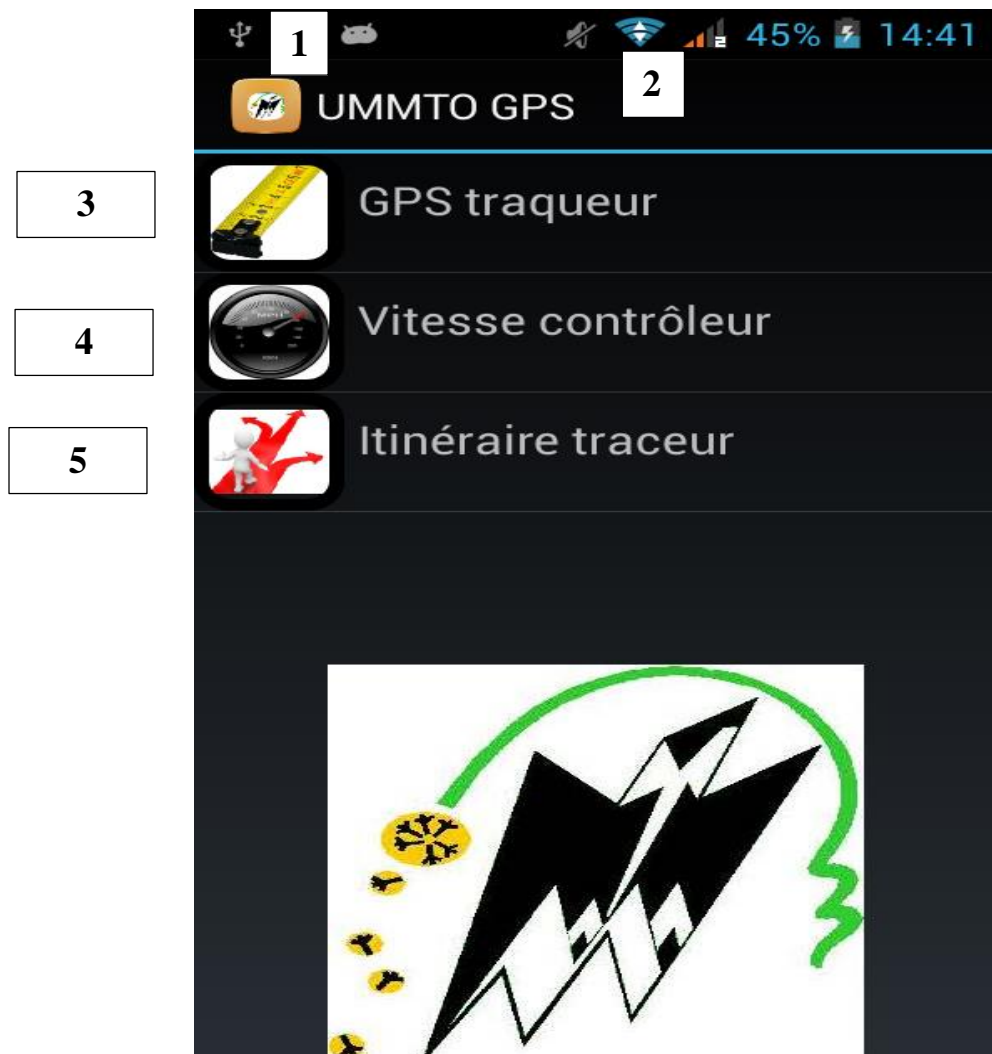 1
45% 14:41
2
UMMTO GPS
3
GPS traqueur
4
Vitesse contrôleur
5
Itinéraire traceur